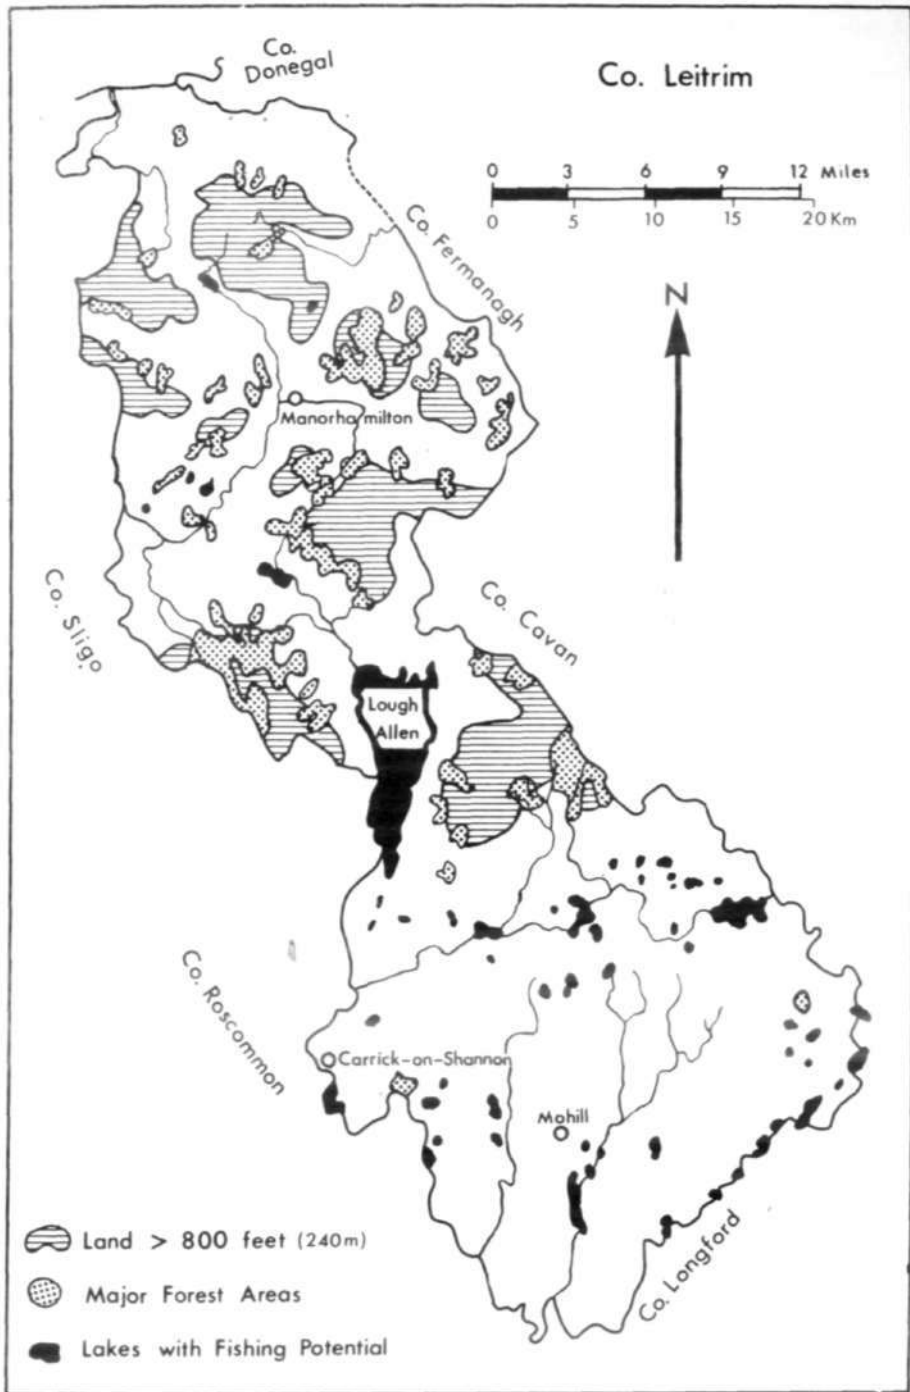 Co.
Donegal
Co. Leitrim
0 3 6 9 12 Miles
0 5 10 15 20 Km
Co. Fermanagh
N
Manorhamilton
Co. Sligo
Co. Cavan
Lough
Allen
Co. Roscommon
Carrick-on-Shannon
Mohill
Co. Longford
Land > 800 feet (240m)
Major Forest Areas
Lakes with Fishing Potential